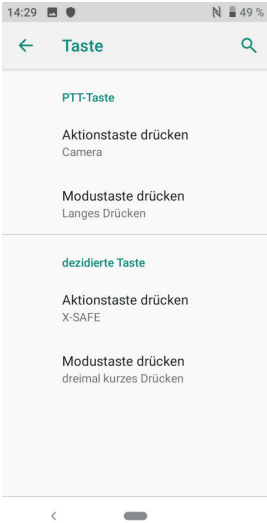 14:29 49 %
Taste
PTT-Taste
Aktionstaste drücken
Camera
Modustaste drücken
Langes Drücken
dezidierte Taste
Aktionstaste drücken
X-SAFE
Modustaste drücken
dreimal kurzes Drücken